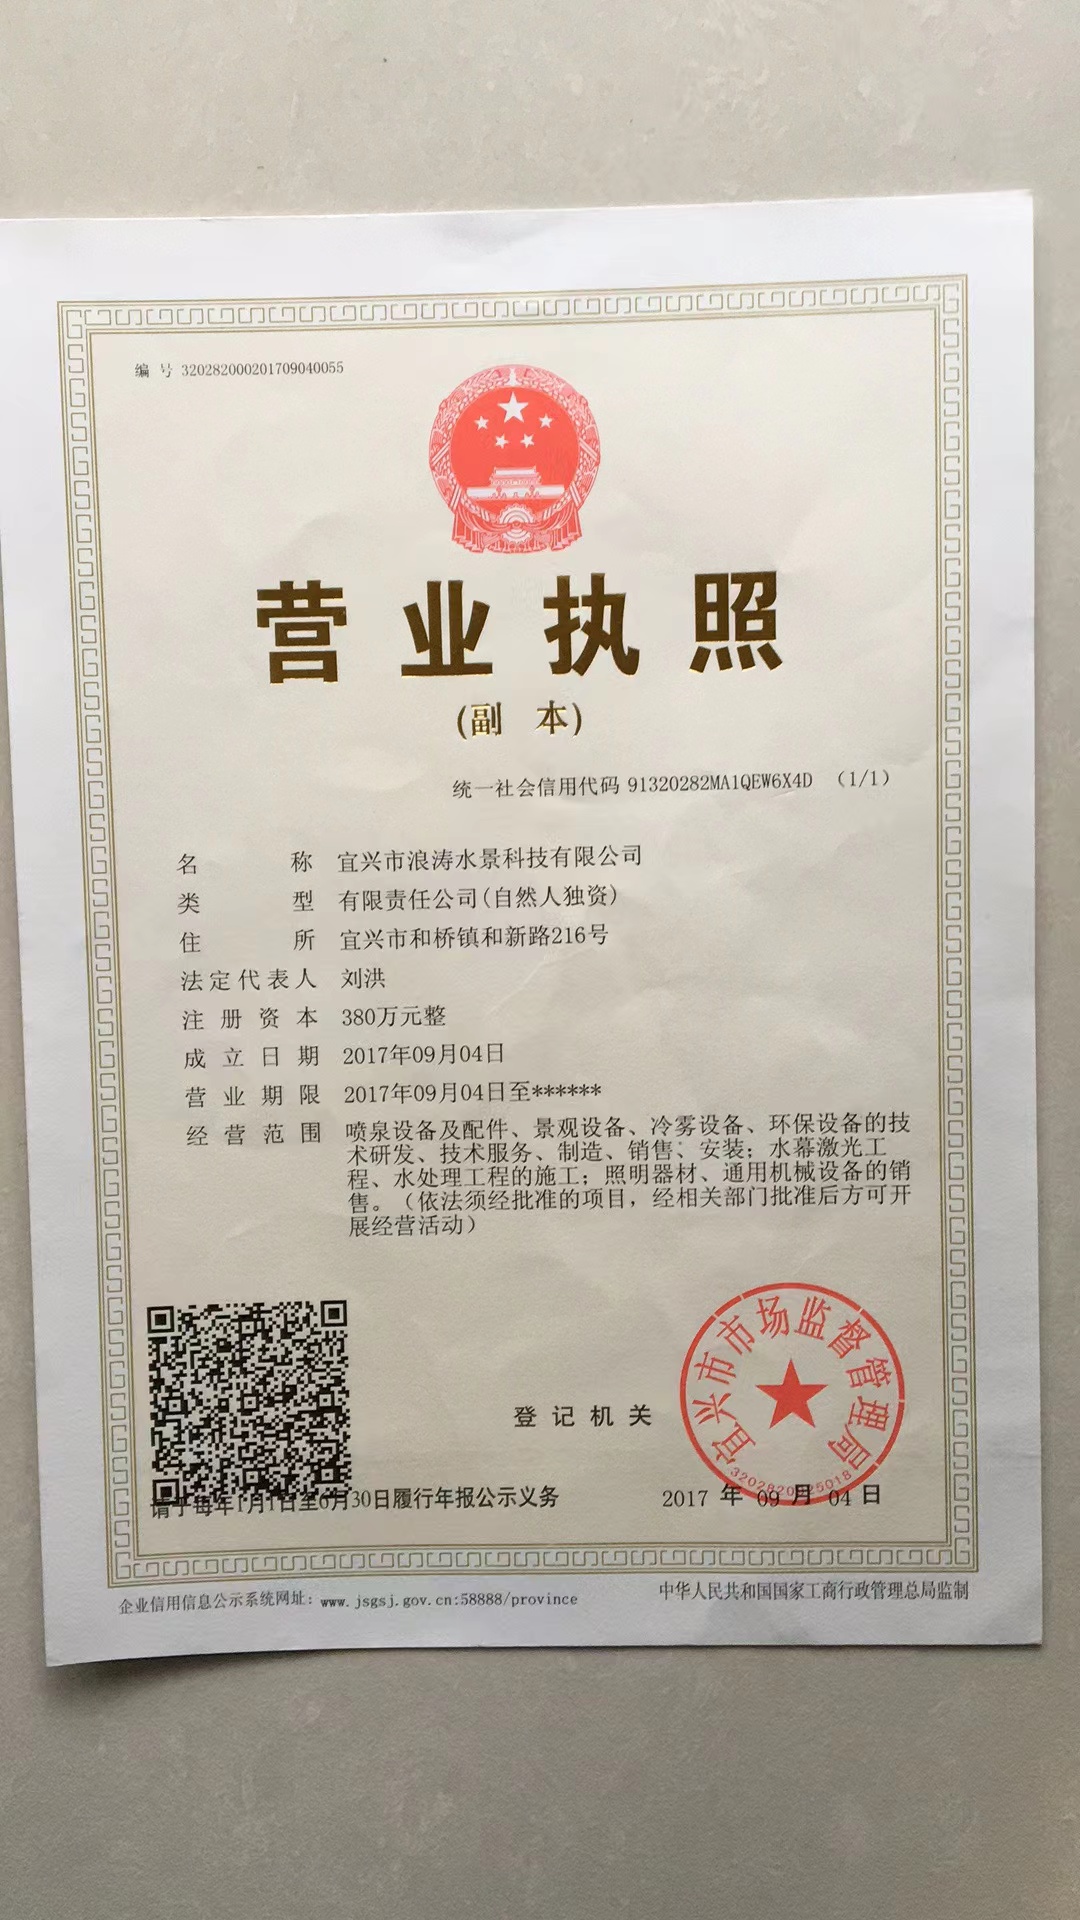 编 号 320282000201709040055
营业执照
(副 本)
统一社会信用代码 91320282MA1QEW6X4D （1/1）
名 称 宜兴市浪涛水景科技有限公司
类 型 有限责任公司(自然人独资)
住 所 宜兴市和桥镇和新路216号
法定代表人 刘洪
注册资本 380万元整
成立日期 2017年09月04日
营业期限 2017年09月04日至******
经营范围 喷泉设备及配件、景观设备、冷雾设备、环保设备的技
术研发、技术服务、制造、销售、安装；水幕激光工
程、水处理工程的施工；照明器材、通用机械设备的销
售。（依法须经批准的项目，经相关部门批准后方可开
展经营活动）
宜兴市市场监督管理局
登记机关
请于每年1月1日至6月30日履行年报公示义务
2017 年 09 月 04 日
企业信用信息公示系统网址：www.jsgsj.gov.cn:58888/province
中华人民共和国国家工商行政管理总局监制